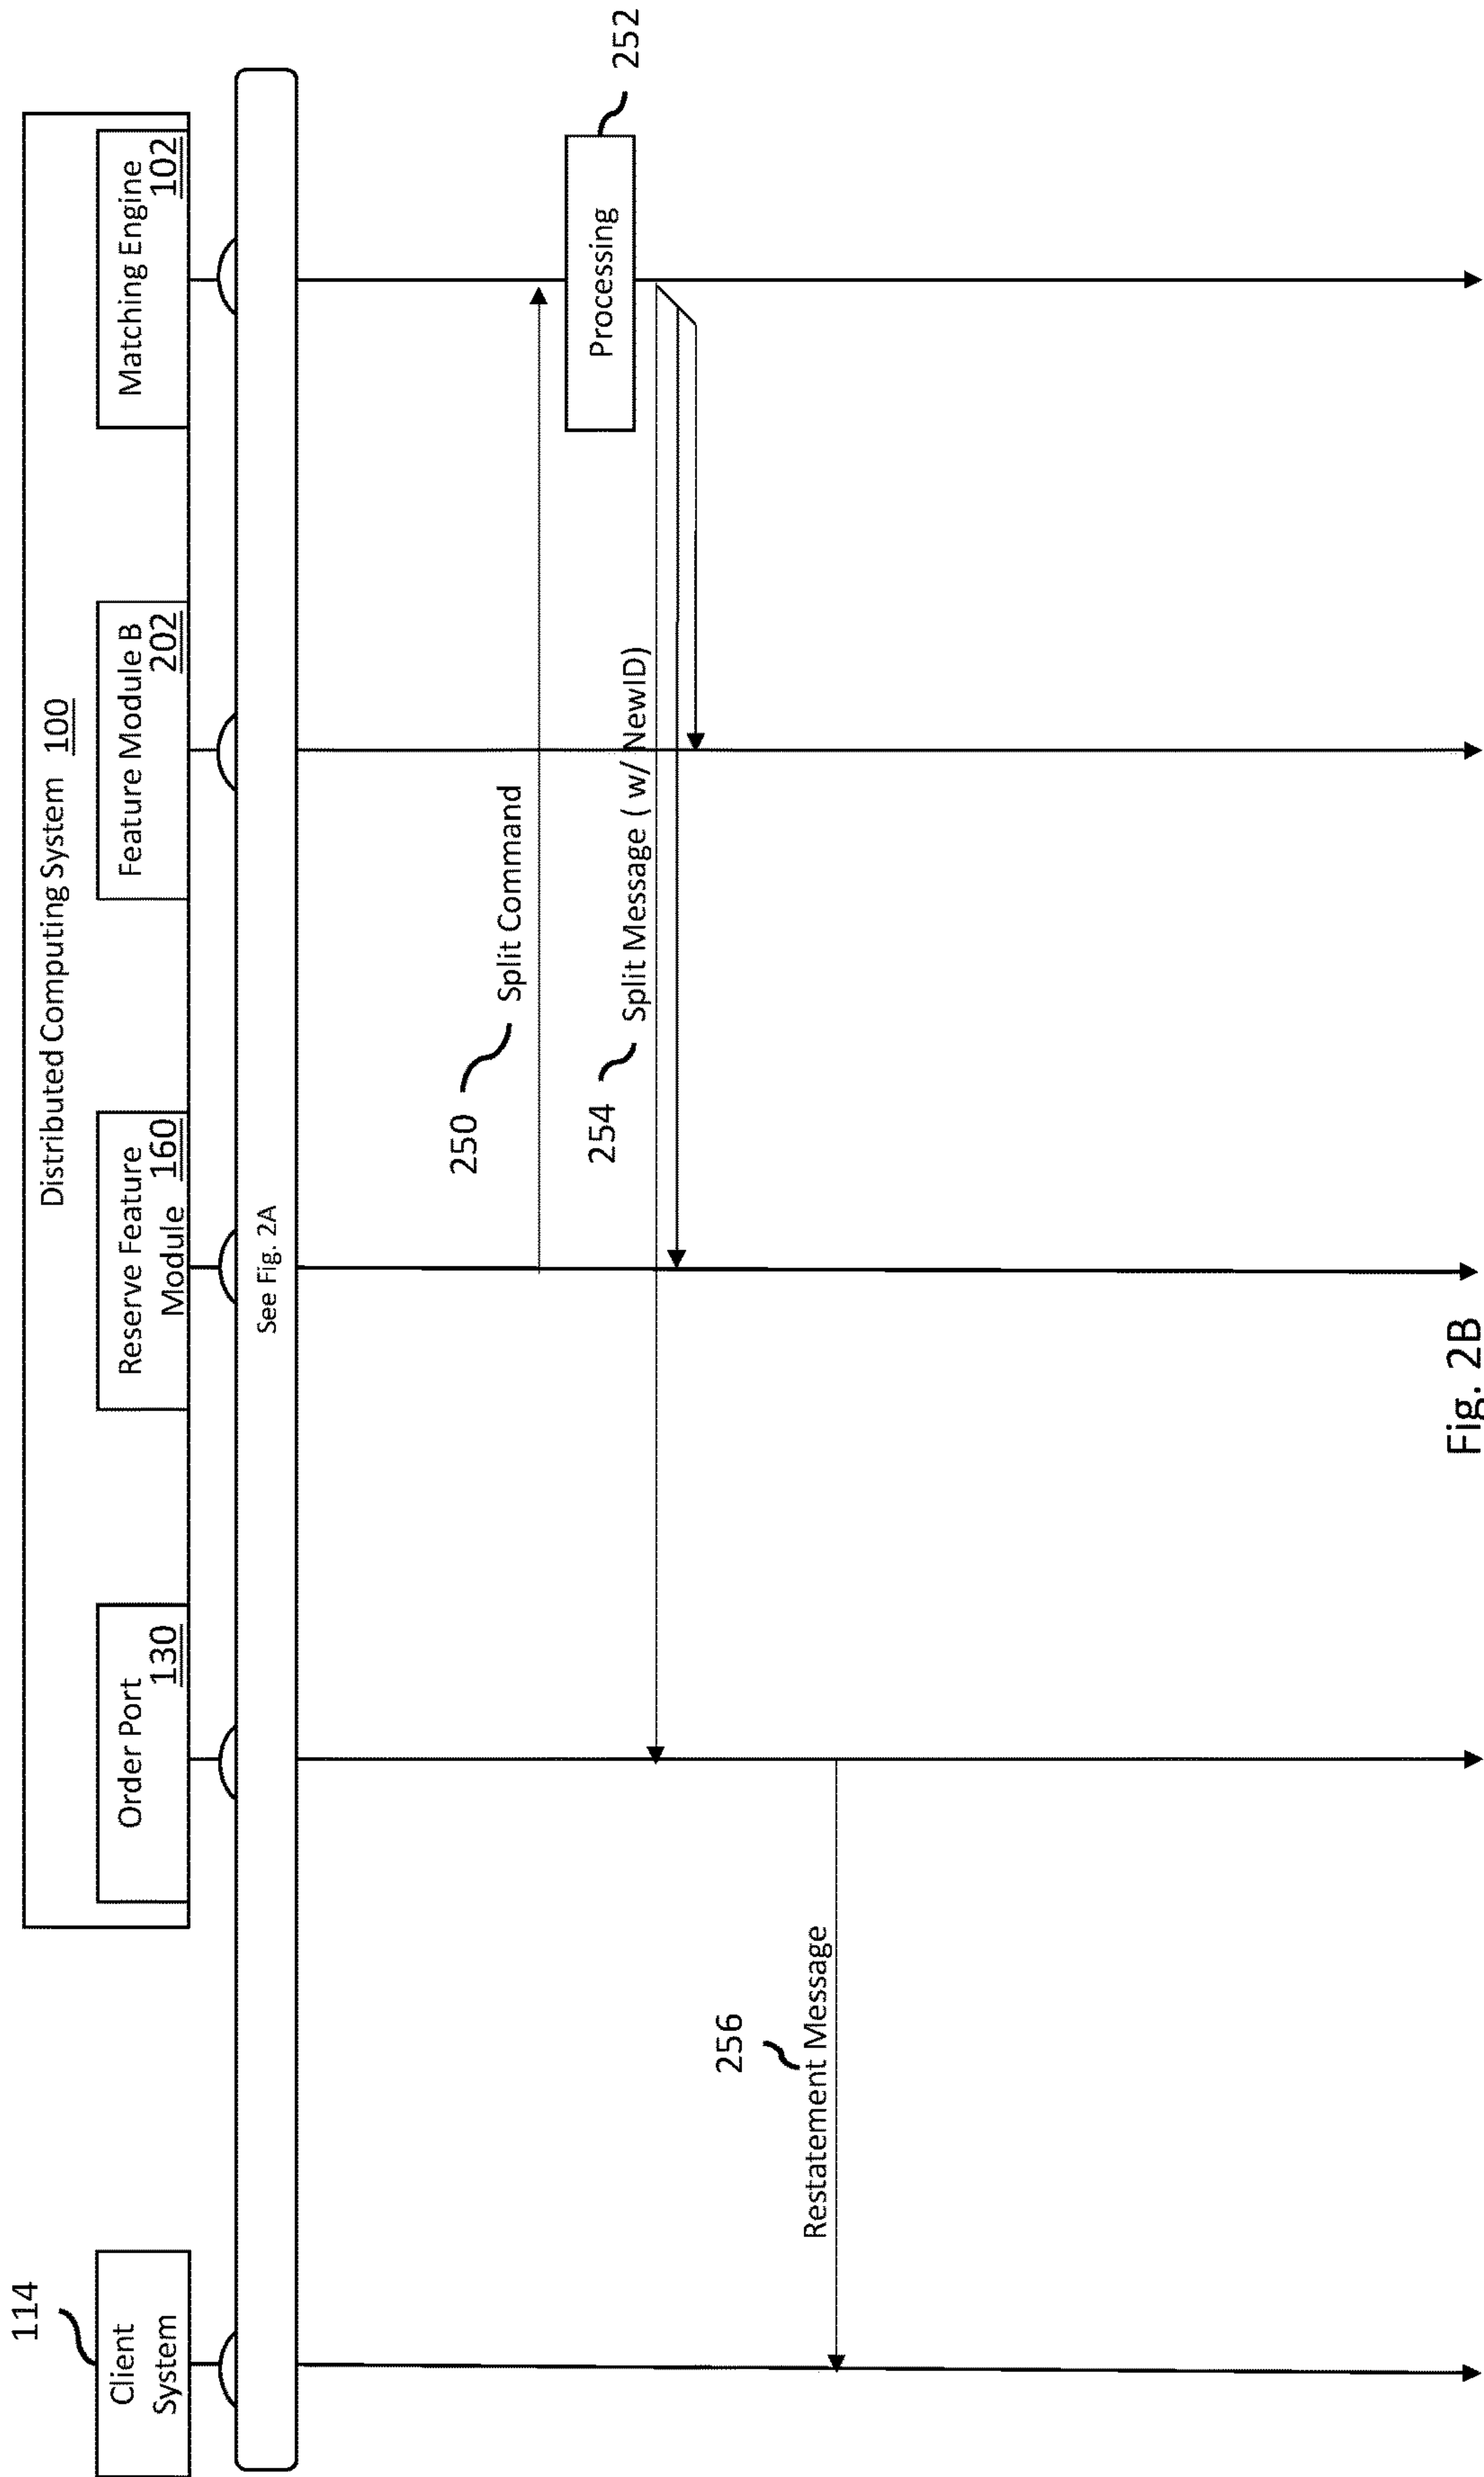 Distributed Computing System 100
114
Client
System
Order Port
130
Reserve Feature
Module 160
Feature Module B
202
Matching Engine
102
See Fig. 2A
250
Split Command
Processing
252
254
Split Message ( w/ NewID)
256
Restatement Message
Fig. 2B